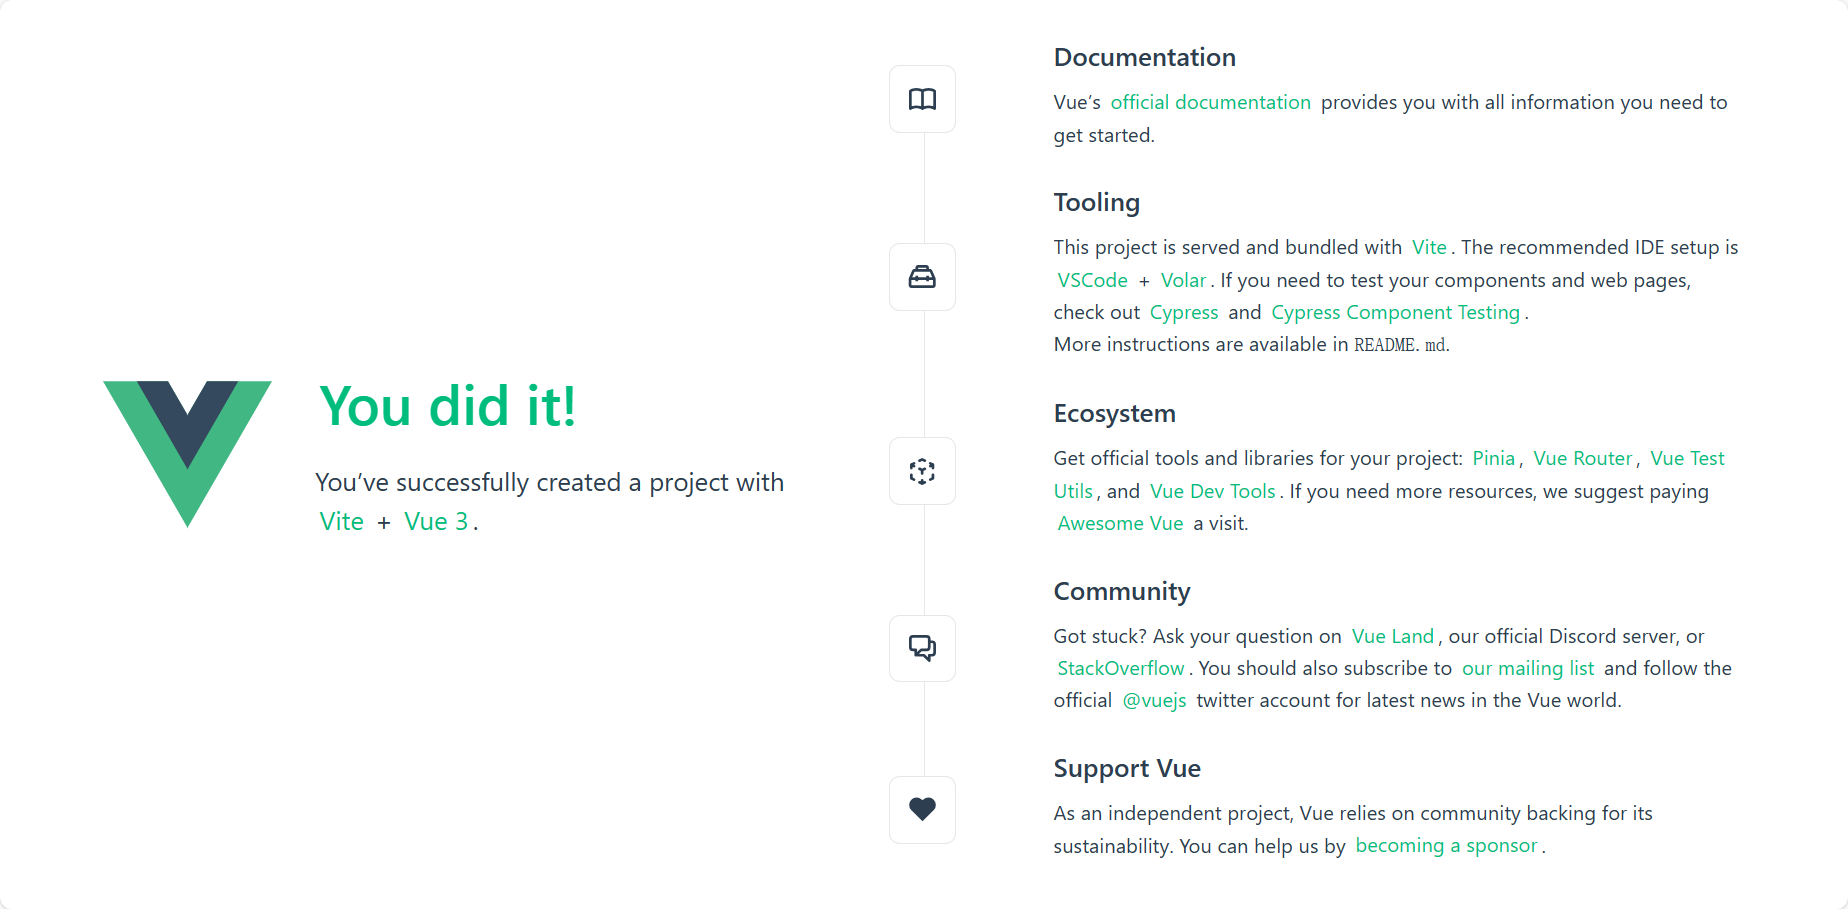 You did it!
You’ve successfully created a project with
Vite + Vue 3.
Documentation
Vue’s official documentation provides you with all information you need to
get started.
Tooling
This project is served and bundled with Vite. The recommended IDE setup is
VSCode + Volar. If you need to test your components and web pages,
check out Cypress and Cypress Component Testing.
More instructions are available in README.md.
Ecosystem
Get official tools and libraries for your project: Pinia, Vue Router, Vue Test
Utils, and Vue Dev Tools. If you need more resources, we suggest paying
Awesome Vue a visit.
Community
Got stuck? Ask your question on Vue Land, our official Discord server, or
StackOverflow. You should also subscribe to our mailing list and follow the
official @vuejs twitter account for latest news in the Vue world.
Support Vue
As an independent project, Vue relies on community backing for its
sustainability. You can help us by becoming a sponsor.